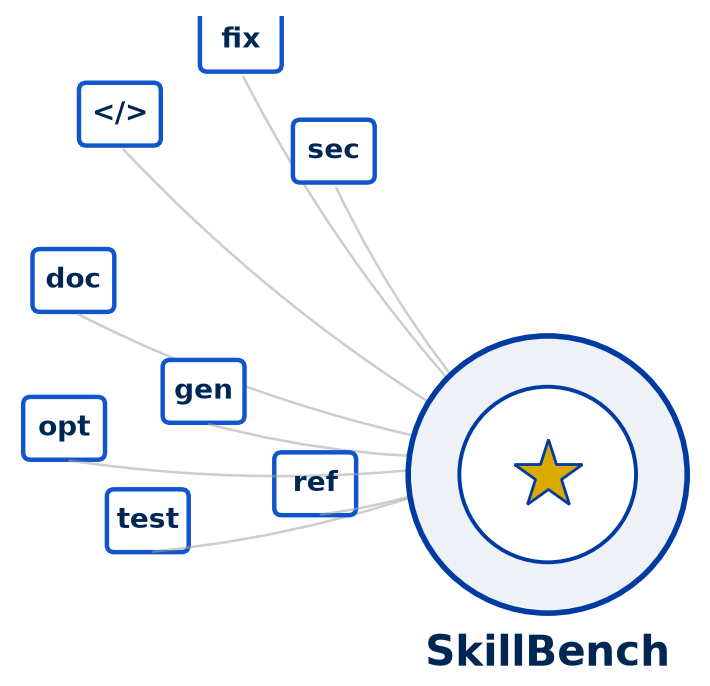 fix
</>
sec
doc
gen
opt
ref
test
SkillBench